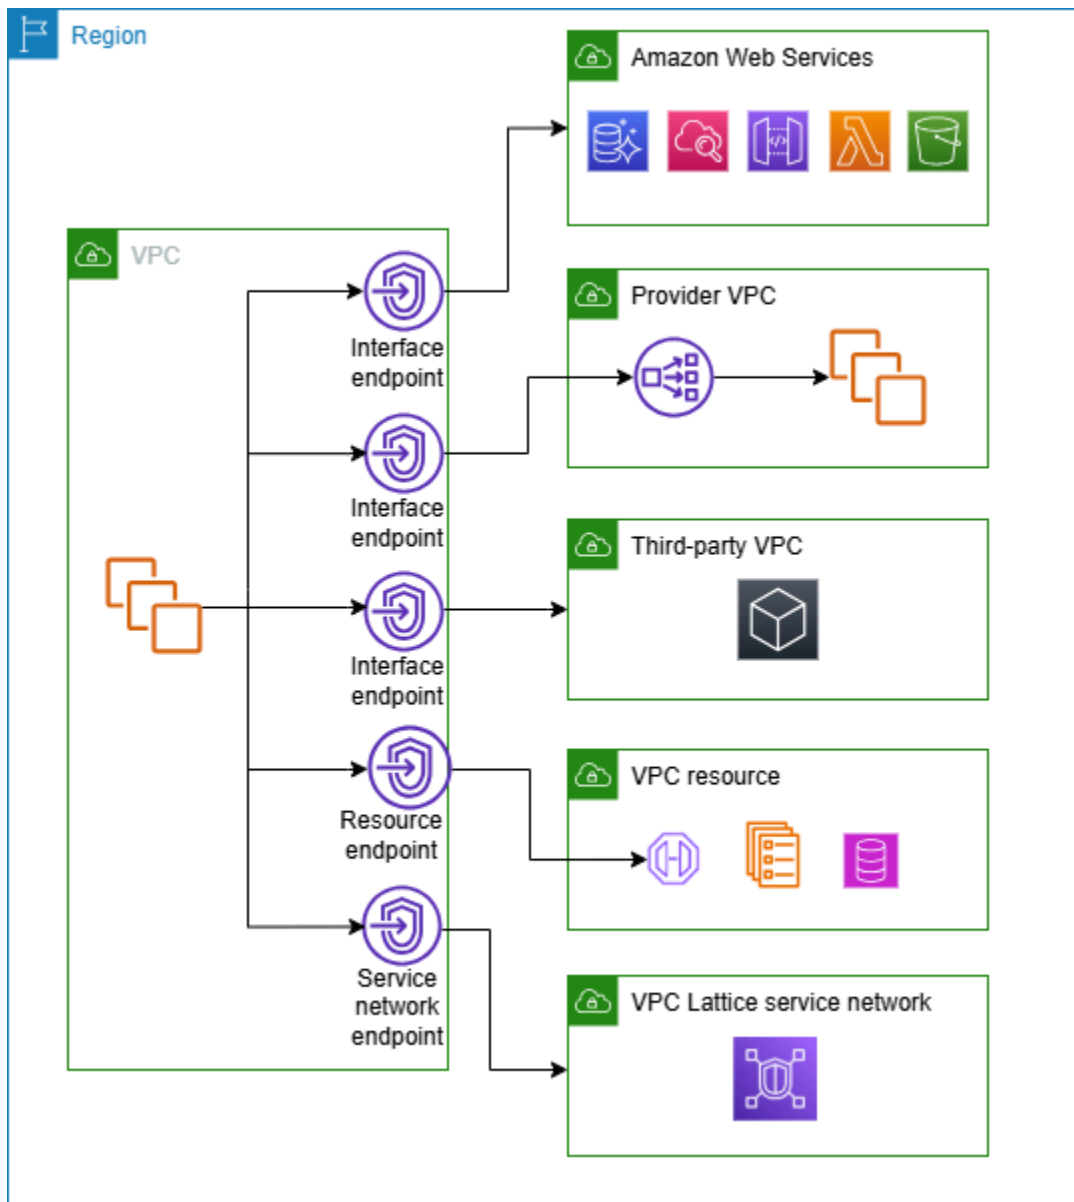 Region
Amazon Web Services
VPC
Interface
endpoint
Provider VPC
Interface
endpoint
Third-party VPC
Interface
endpoint
VPC resource
Resource
endpoint
VPC Lattice service network
Service
network
endpoint